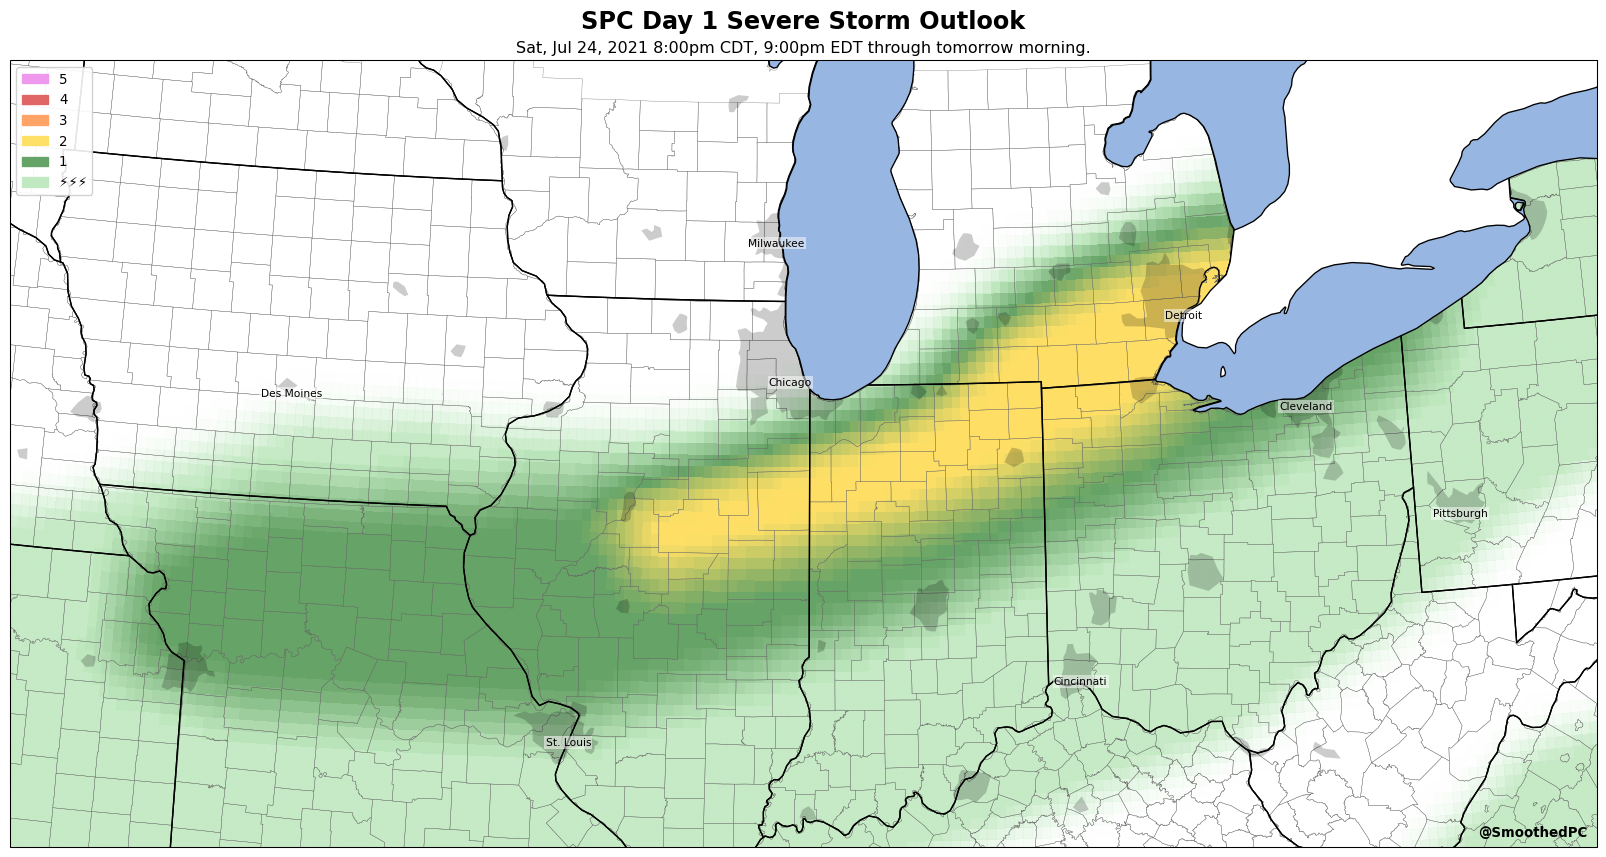 SPC Day 1 Severe Storm Outlook
Sat, Jul 24, 2021 8:00pm CDT, 9:00pm EDT through tomorrow morning.
5
4
3
2
1
⚡⚡⚡
Milwaukee
Detroit
Chicago
Des Moines
Cleveland
Pittsburgh
Cincinnati
St. Louis
@SmoothedPC